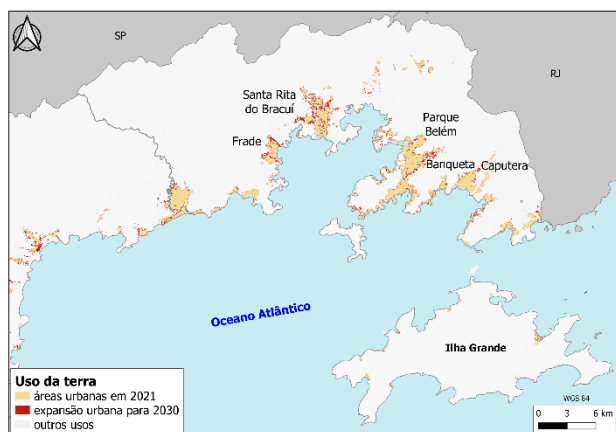 SP
RJ
Santa Rita
do Bracuí
Parque
Belém
Frade
Banqueta
Caputera
Oceano Atlântico
Ilha Grande
Uso da terra
áreas urbanas em 2021
expansão urbana para 2030
outros usos
WGS 84
0 3 6 km